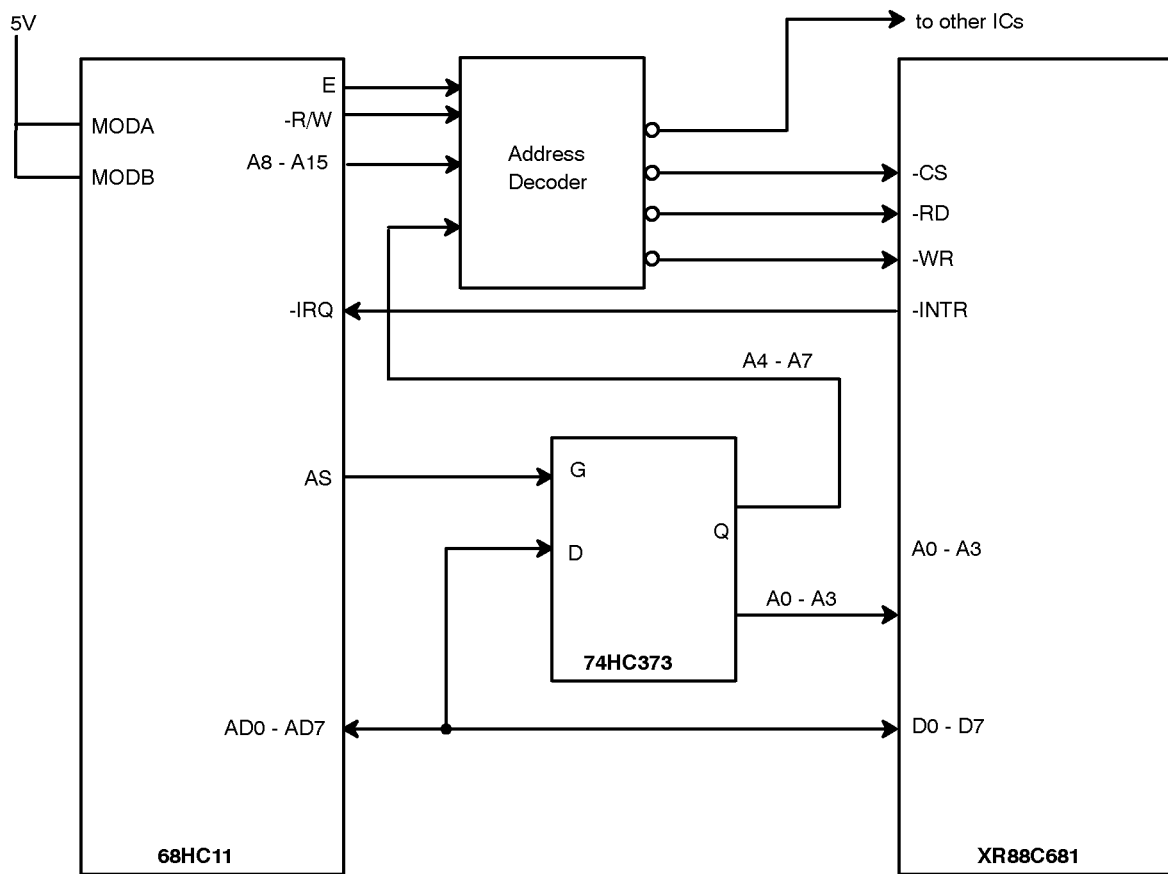 5V
to other ICs
E
-R/W
MODA
A8 - A15
MODB
Address
Decoder
-CS
-RD
-WR
-IRQ
-INTR
A4 - A7
AS
G
Q
D
A0 - A3
A0 - A3
74HC373
AD0 - AD7
D0 - D7
68HC11
XR88C681